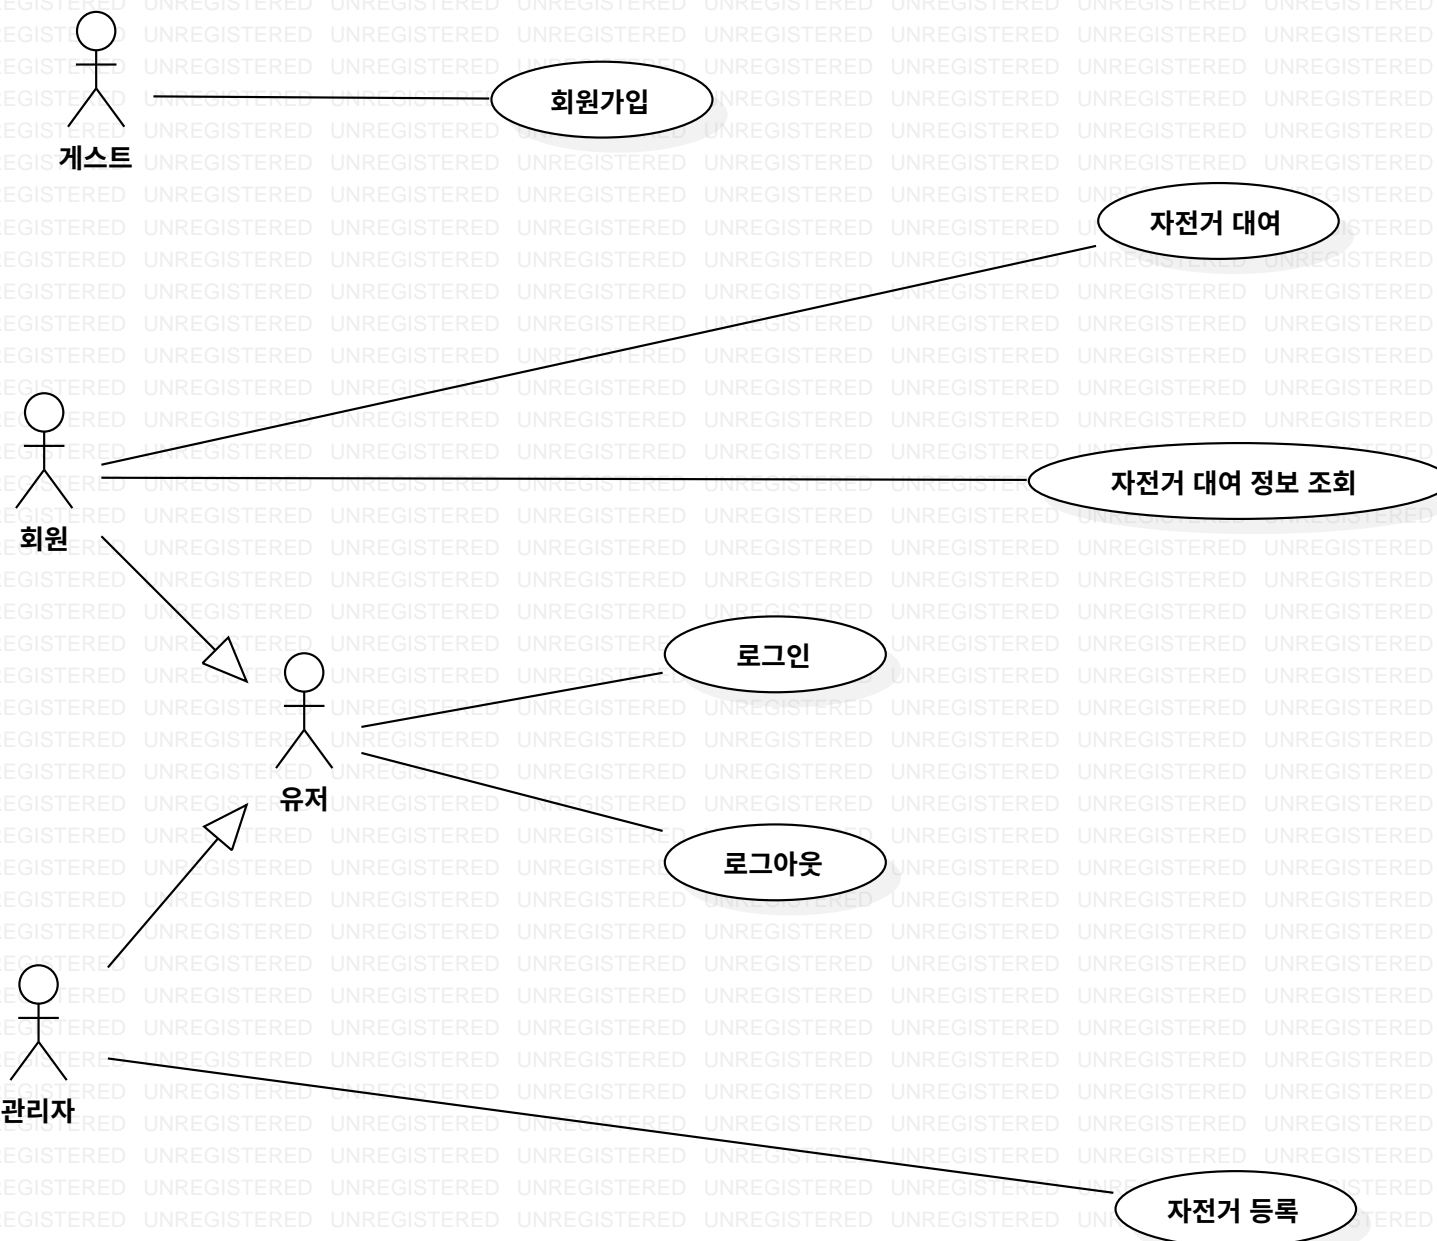 회원가입
게스트
자전거 대여
자전거 대여 정보 조회
회원
로그인
유저
로그아웃
관리자
자전거 등록
UNREGISTERED